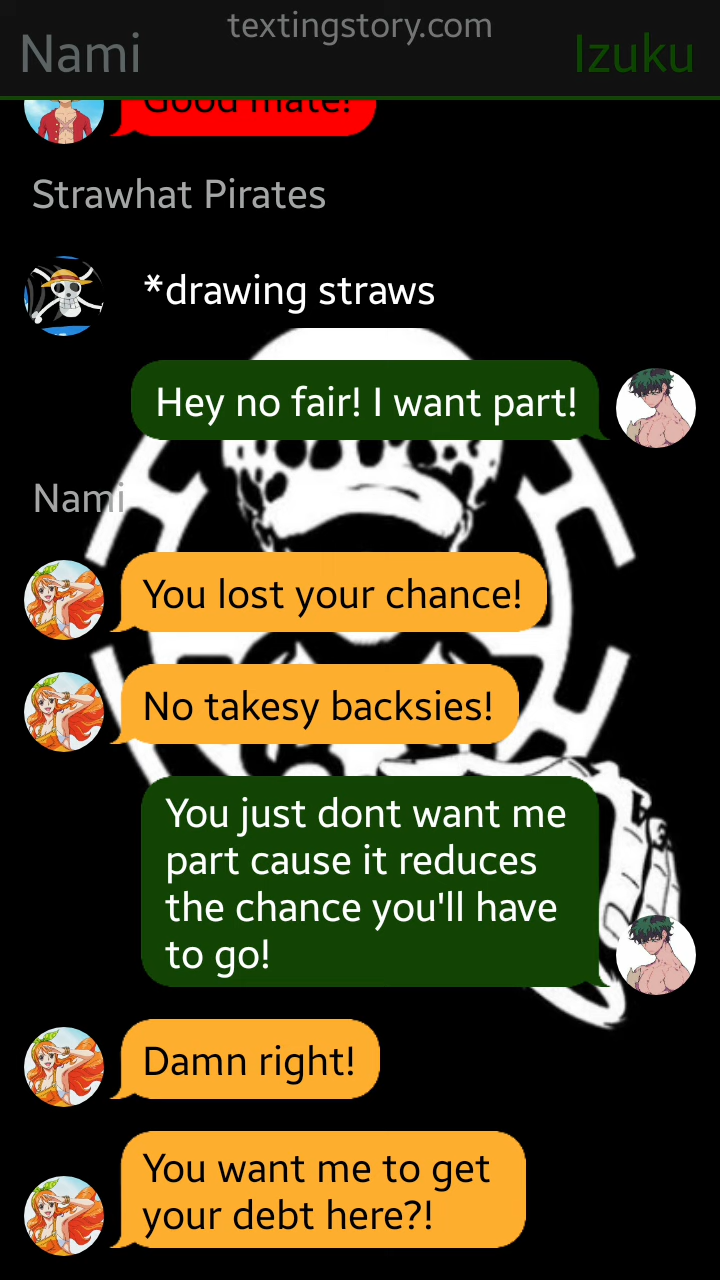 textingstory.com
Nami
Izuku
Good mate!
Strawhat Pirates
*drawing straws
Hey no fair! I want part!
Nami
You lost your chance!
No takesy backsies!
You just dont want me
part cause it reduces
the chance you'll have
to go!
Damn right!
You want me to get
your debt here?!